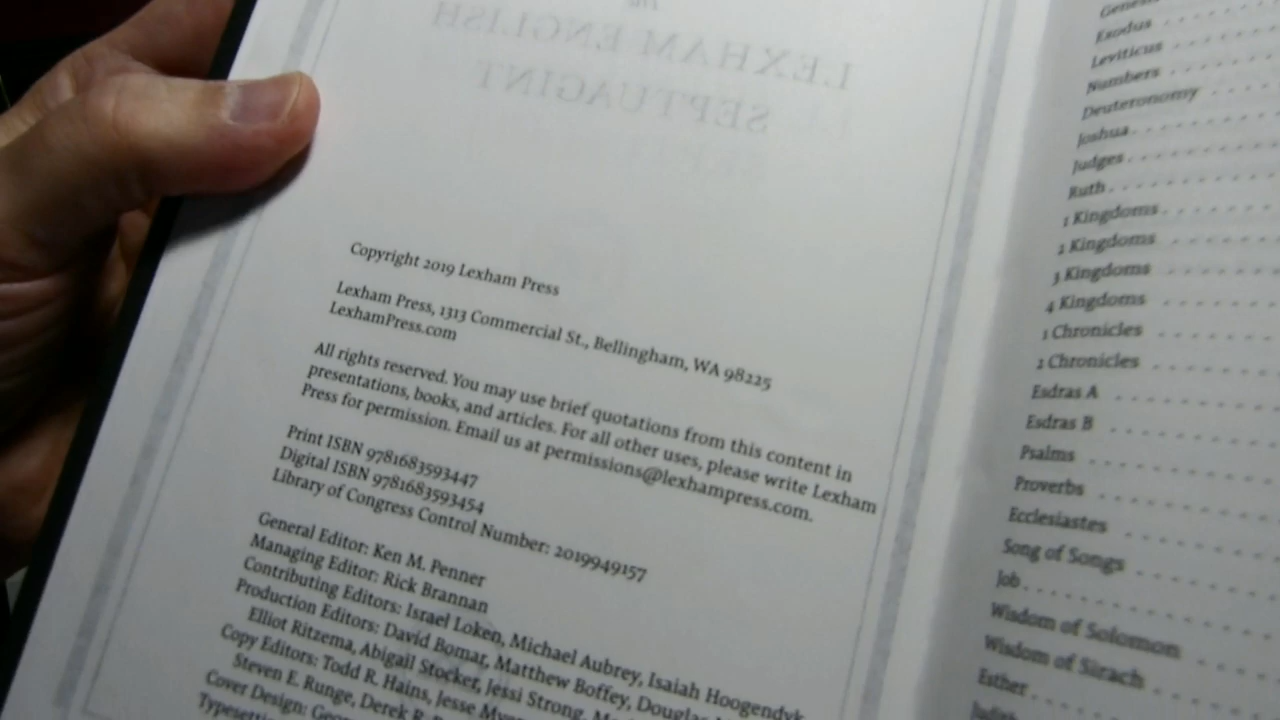 LEXHAM ENGLISH
SEPTUAGINT
Copyright 2019 Lexham Press
Lexham Press, 1313 Commercial St., Bellingham, WA 98225
LexhamPress.com
All rights reserved. You may use brief quotations from this content in
presentations, books, and articles. For all other uses, please write Lexham
Press for permission. Email us at permissions@lexhampress.com.
Print ISBN 9781683593447
Digital ISBN 9781683593454
Library of Congress Control Number: 2019949157
General Editor: Ken M. Penner
Managing Editor: Rick Brannan
Contributing Editors: Israel Loken, Michael Aubrey, Isaiah Hoogendyk
Production Editors: David Bomar, Matthew Boffey, Douglas
Elliot Ritzema, Abigail Stocker, Jessi Strong,
Copy Editors: Todd R. Hains, Jesse
Steven E. Runge, Derek R.
Cover Design:
Genesis
Exodus
Leviticus
Numbers
Deuteronomy
Joshua
Judges
Ruth
1 Kingdoms
2 Kingdoms
3 Kingdoms
4 Kingdoms
1 Chronicles
2 Chronicles
Esdras A
Esdras B
Psalms
Proverbs
Ecclesiastes
Song of Songs
Job
Wisdom of Solomon
Wisdom of Sirach
Esther
Judith